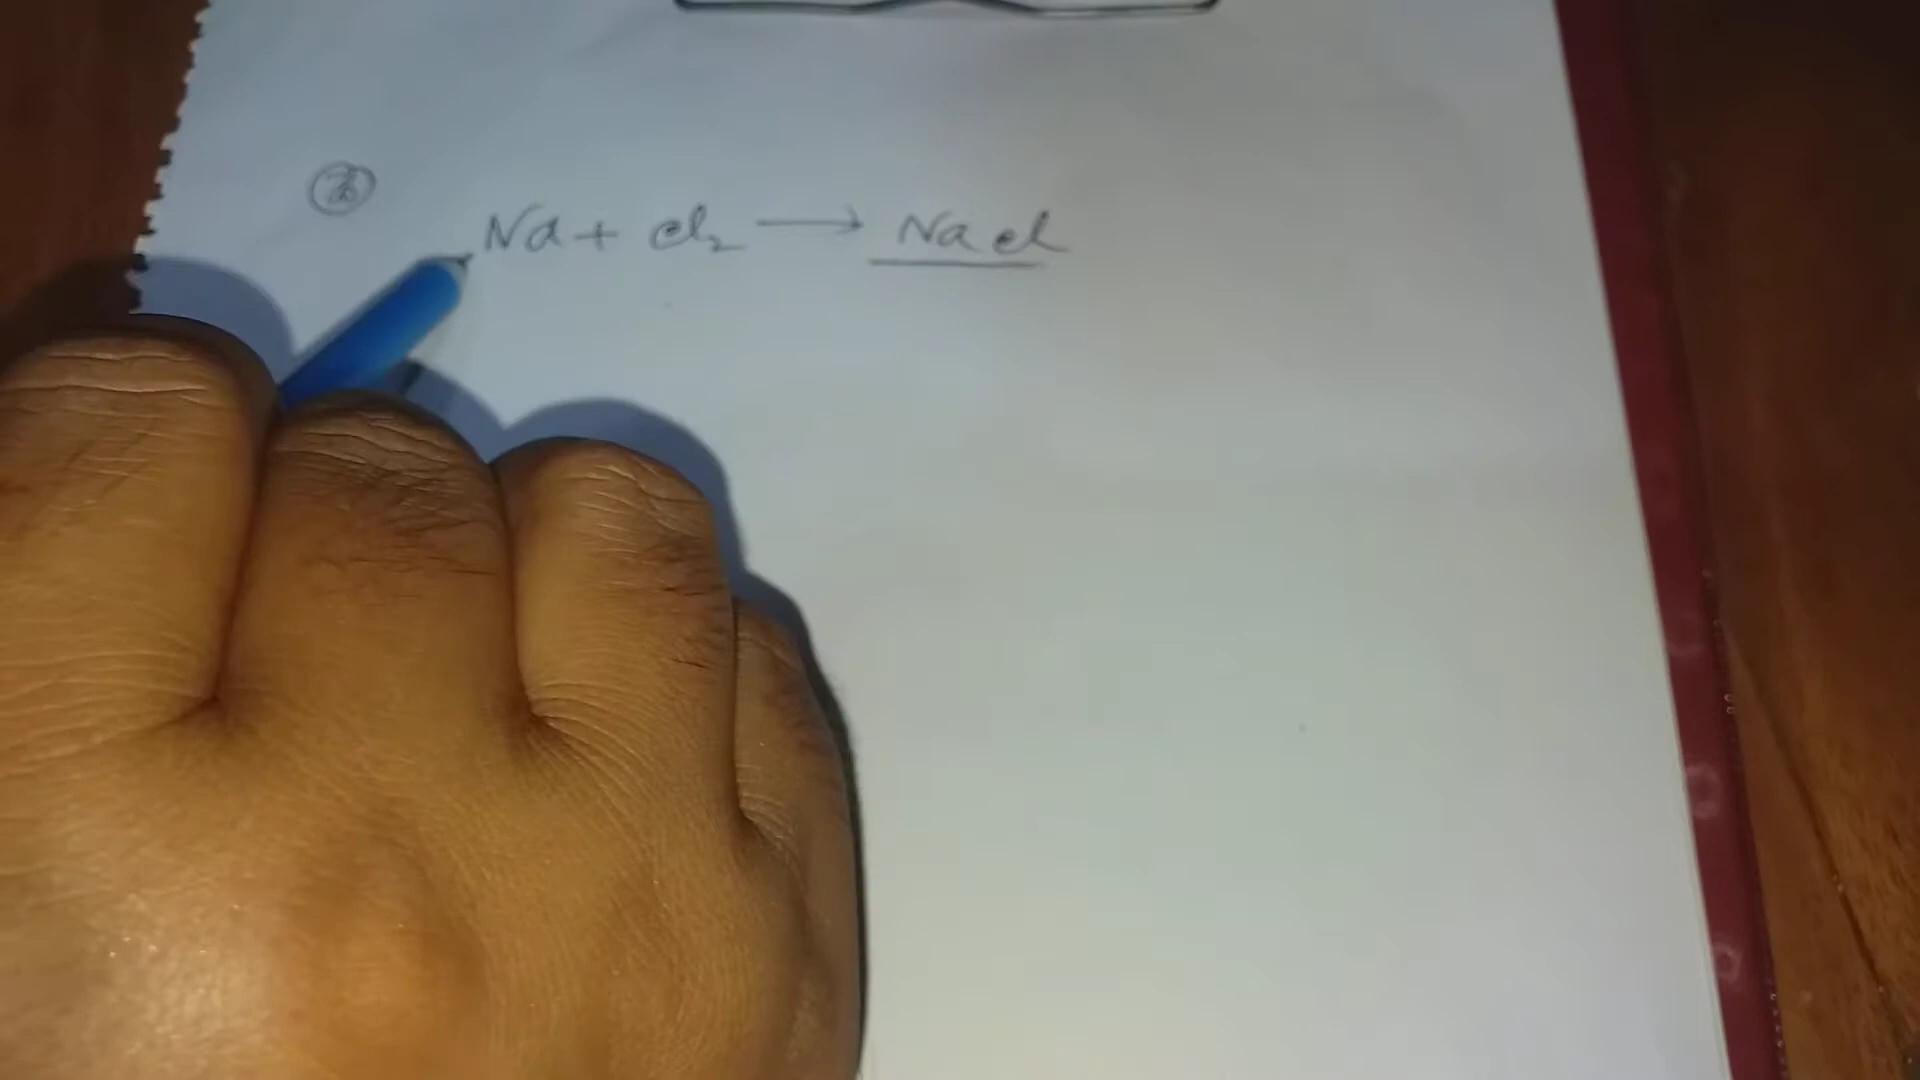 Na + Cl₂ ⟶ NaCl